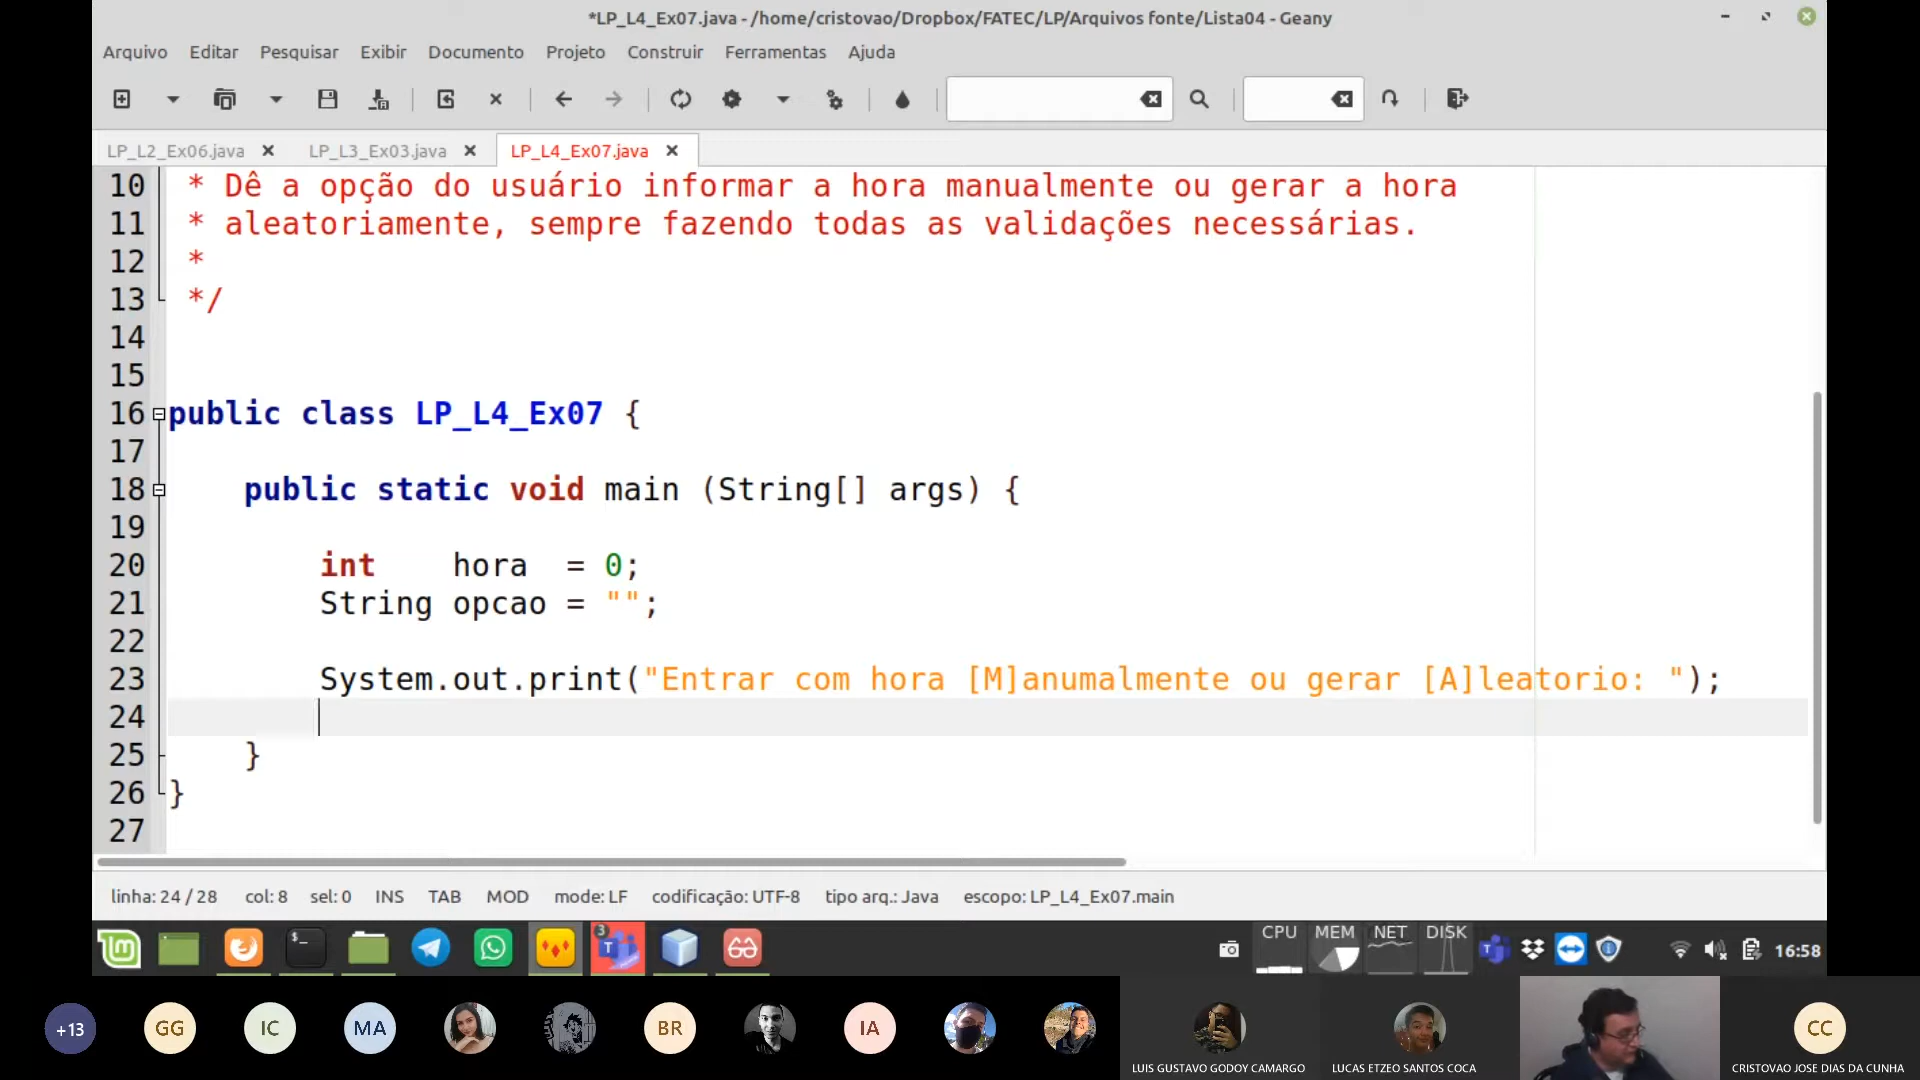 *LP_L4_Ex07.java - /home/cristovao/Dropbox/FATEC/LP/Arquivos fonte/Lista04 - Geany
Arquivo Editar Pesquisar Exibir Documento Projeto Construir Ferramentas Ajuda
LP_L2_Ex06.java LP_L3_Ex03.java LP_L4_Ex07.java
10 * Dê a opção do usuário informar a hora manualmente ou gerar a hora
11 * aleatoriamente, sempre fazendo todas as validações necessárias.
12 *
13 */
14
15
16 public class LP_L4_Ex07 {
17
18 public static void main (String[] args) {
19
20 int hora = 0;
21 String opcao = "";
22
23 System.out.print("Entrar com hora [M]anumalmente ou gerar [A]leatorio: ");
24
25 }
26 }
27
linha: 24 / 28 col: 8 sel: 0 INS TAB MOD mode: LF codificação: UTF-8 tipo arq.: Java escopo: LP_L4_Ex07.main
3 CPU MEM NET DISK 16:58
+13 GG IC MA BR IA CC
LUIS GUSTAVO GODOY CAMARGO LUCAS ETZEO SANTOS COCA CRISTOVAO JOSE DIAS DA CUNHA